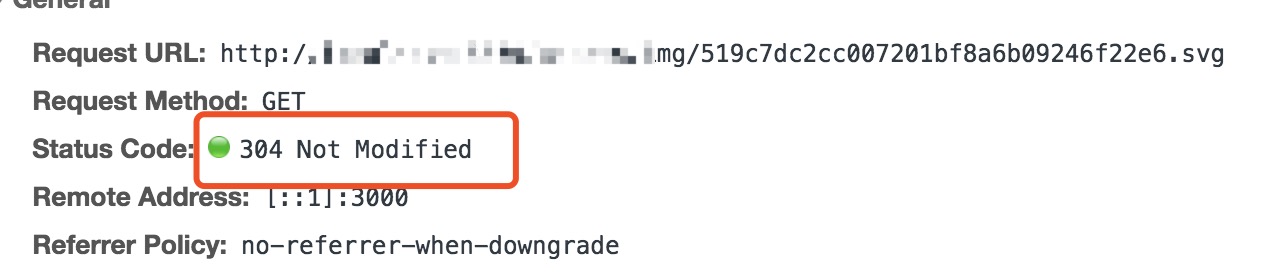 General
Request URL: http:/ mg/519c7dc2cc007201bf8a6b09246f22e6.svg
Request Method: GET
Status Code: 304 Not Modified
Remote Address: [::1]:3000
Referrer Policy: no-referrer-when-downgrade